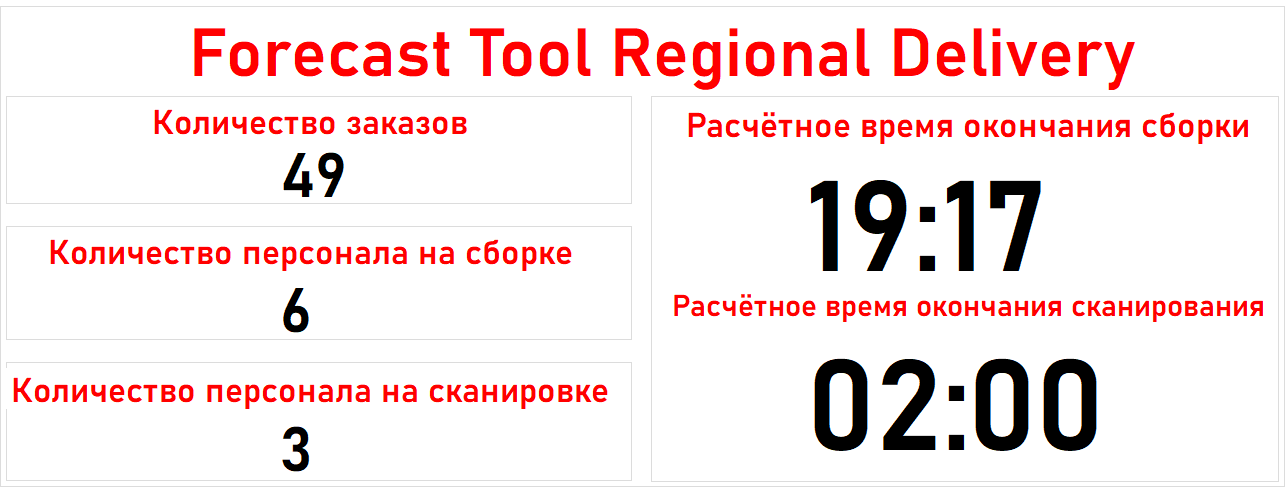 Forecast Tool Regional Delivery
Количество заказов
49
Количество персонала на сборке
6
Количество персонала на сканировке
3
Расчётное время окончания сборки
19:17
Расчётное время окончания сканирования
02:00